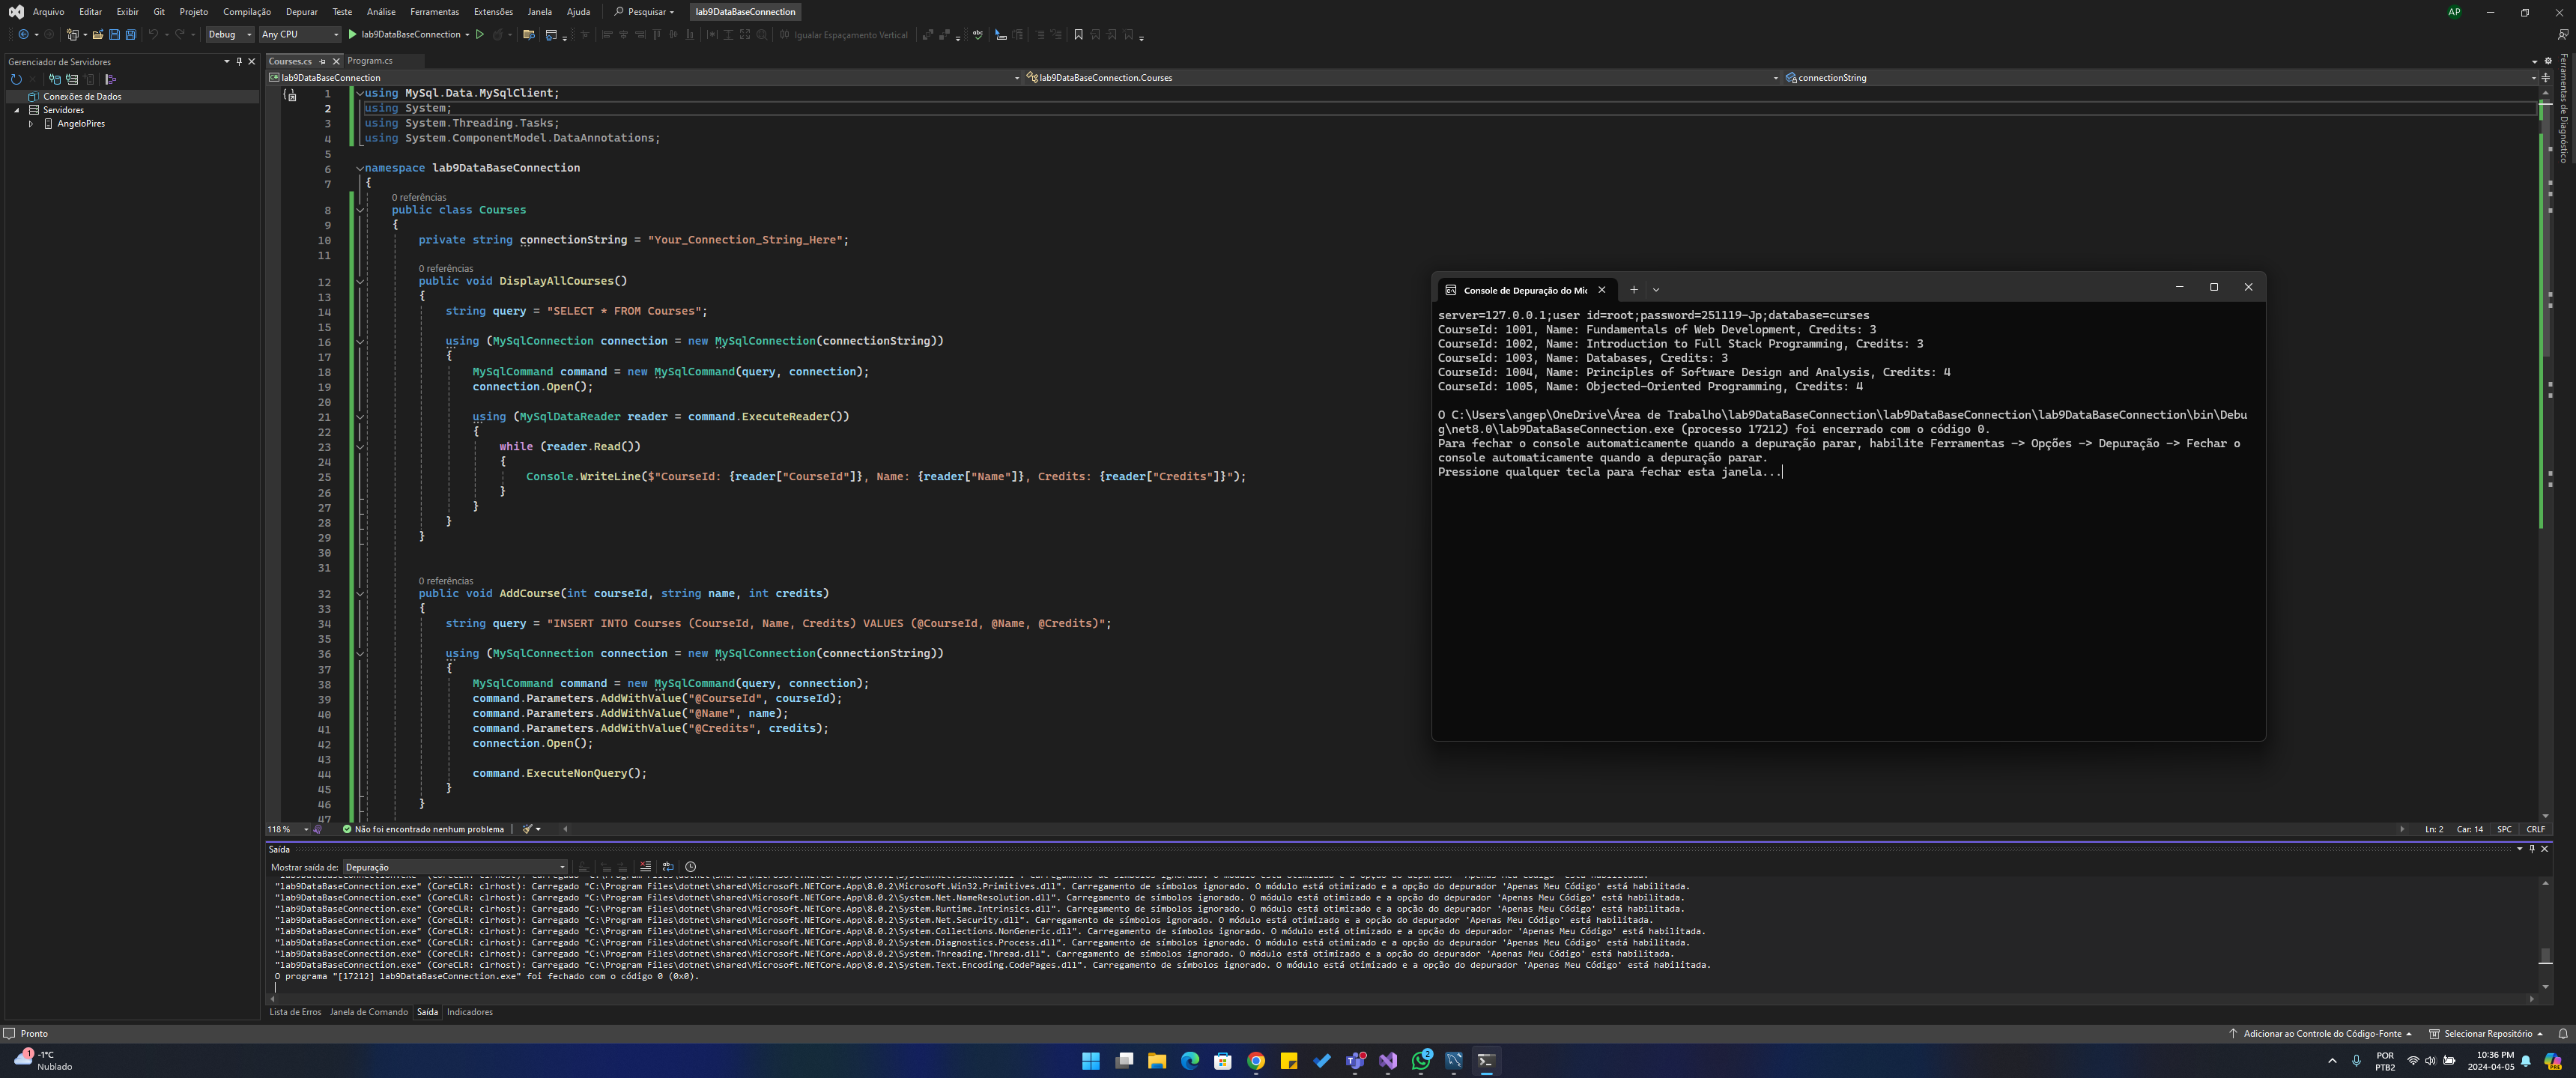 Arquivo Editar Exibir Git Projeto Compilação Depurar Teste Análise Ferramentas Extensões Janela Ajuda Pesquisar lab9DataBaseConnection AP
Debug Any CPU lab9DataBaseConnection Igualar Espaçamento Vertical
Gerenciador de Servidores
Conexões de Dados
Servidores
AngeloPires
Courses.cs Program.cs
lab9DataBaseConnection lab9DataBaseConnection.Courses connectionString
Ferramentas de Diagnóstico
1 using MySql.Data.MySqlClient;
2 using System;
3 using System.Threading.Tasks;
4 using System.ComponentModel.DataAnnotations;
5
6 namespace lab9DataBaseConnection
7 {
0 referências
8 public class Courses
9 {
10 private string connectionString = "Your_Connection_String_Here";
11
0 referências
12 public void DisplayAllCourses()
13 {
14 string query = "SELECT * FROM Courses";
15
16 using (MySqlConnection connection = new MySqlConnection(connectionString))
17 {
18 MySqlCommand command = new MySqlCommand(query, connection);
19 connection.Open();
20
21 using (MySqlDataReader reader = command.ExecuteReader())
22 {
23 while (reader.Read())
24 {
25 Console.WriteLine($"CourseId: {reader["CourseId"]}, Name: {reader["Name"]}, Credits: {reader["Credits"]}");
26 }
27 }
28 }
29 }
30
31
0 referências
32 public void AddCourse(int courseId, string name, int credits)
33 {
34 string query = "INSERT INTO Courses (CourseId, Name, Credits) VALUES (@CourseId, @Name, @Credits)";
35
36 using (MySqlConnection connection = new MySqlConnection(connectionString))
37 {
38 MySqlCommand command = new MySqlCommand(query, connection);
39 command.Parameters.AddWithValue("@CourseId", courseId);
40 command.Parameters.AddWithValue("@Name", name);
41 command.Parameters.AddWithValue("@Credits", credits);
42 connection.Open();
43
44 command.ExecuteNonQuery();
45 }
46 }
47
Console de Depuração do Mic
server=127.0.0.1;user id=root;password=251119-Jp;database=curses
CourseId: 1001, Name: Fundamentals of Web Development, Credits: 3
CourseId: 1002, Name: Introduction to Full Stack Programming, Credits: 3
CourseId: 1003, Name: Databases, Credits: 3
CourseId: 1004, Name: Principles of Software Design and Analysis, Credits: 4
CourseId: 1005, Name: Objected-Oriented Programming, Credits: 4
O C:\Users\angep\OneDrive\Área de Trabalho\lab9DataBaseConnection\lab9DataBaseConnection\lab9DataBaseConnection\bin\Debu
g\net8.0\lab9DataBaseConnection.exe (processo 17212) foi encerrado com o código 0.
Para fechar o console automaticamente quando a depuração parar, habilite Ferramentas -> Opções -> Depuração -> Fechar o
console automaticamente quando a depuração parar.
Pressione qualquer tecla para fechar esta janela...
118 % Não foi encontrado nenhum problema Ln: 2 Car: 14 SPC CRLF
Saída
Mostrar saída de: Depuração
"lab9DataBaseConnection.exe" (CoreCLR: clrhost): Carregado "C:\Program Files\dotnet\shared\Microsoft.NETCore.App\8.0.2\Microsoft.Win32.Primitives.dll". Carregamento de símbolos ignorado. O módulo está otimizado e a opção do depurador 'Apenas Meu Código' está habilitada.
"lab9DataBaseConnection.exe" (CoreCLR: clrhost): Carregado "C:\Program Files\dotnet\shared\Microsoft.NETCore.App\8.0.2\System.Net.NameResolution.dll". Carregamento de símbolos ignorado. O módulo está otimizado e a opção do depurador 'Apenas Meu Código' está habilitada.
"lab9DataBaseConnection.exe" (CoreCLR: clrhost): Carregado "C:\Program Files\dotnet\shared\Microsoft.NETCore.App\8.0.2\System.Runtime.Intrinsics.dll". Carregamento de símbolos ignorado. O módulo está otimizado e a opção do depurador 'Apenas Meu Código' está habilitada.
"lab9DataBaseConnection.exe" (CoreCLR: clrhost): Carregado "C:\Program Files\dotnet\shared\Microsoft.NETCore.App\8.0.2\System.Net.Security.dll". Carregamento de símbolos ignorado. O módulo está otimizado e a opção do depurador 'Apenas Meu Código' está habilitada.
"lab9DataBaseConnection.exe" (CoreCLR: clrhost): Carregado "C:\Program Files\dotnet\shared\Microsoft.NETCore.App\8.0.2\System.Collections.NonGeneric.dll". Carregamento de símbolos ignorado. O módulo está otimizado e a opção do depurador 'Apenas Meu Código' está habilitada.
"lab9DataBaseConnection.exe" (CoreCLR: clrhost): Carregado "C:\Program Files\dotnet\shared\Microsoft.NETCore.App\8.0.2\System.Diagnostics.Process.dll". Carregamento de símbolos ignorado. O módulo está otimizado e a opção do depurador 'Apenas Meu Código' está habilitada.
"lab9DataBaseConnection.exe" (CoreCLR: clrhost): Carregado "C:\Program Files\dotnet\shared\Microsoft.NETCore.App\8.0.2\System.Threading.Thread.dll". Carregamento de símbolos ignorado. O módulo está otimizado e a opção do depurador 'Apenas Meu Código' está habilitada.
"lab9DataBaseConnection.exe" (CoreCLR: clrhost): Carregado "C:\Program Files\dotnet\shared\Microsoft.NETCore.App\8.0.2\System.Text.Encoding.CodePages.dll". Carregamento de símbolos ignorado. O módulo está otimizado e a opção do depurador 'Apenas Meu Código' está habilitada.
O programa "[17212] lab9DataBaseConnection.exe" foi fechado com o código 0 (0x0).
Lista de Erros Janela de Comando Saída Indicadores
Pronto Adicionar ao Controle do Código-Fonte Selecionar Repositório
1 -1°C
Nublado
2
POR
PTB2
10:36 PM
2024-04-05